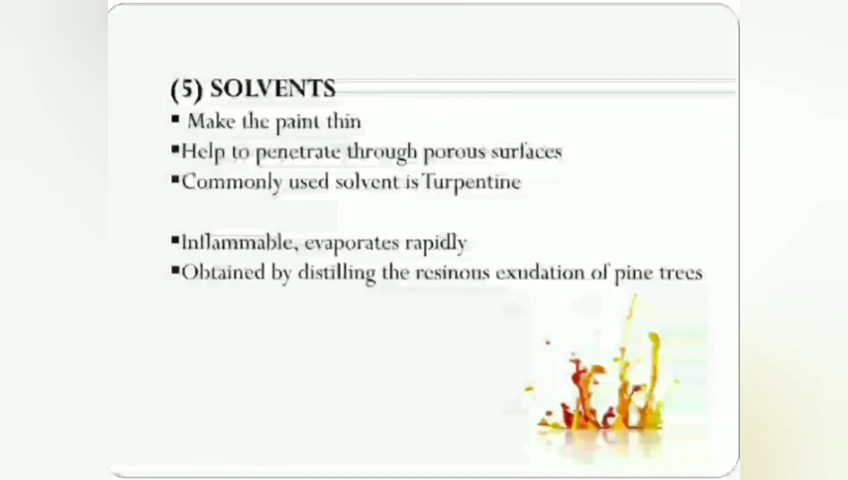 (5) SOLVENTS
▪ Make the paint thin
▪Help to penetrate through porous surfaces
▪Commonly used solvent is Turpentine
▪Inflammable, evaporates rapidly
▪Obtained by distilling the resinous exudation of pine trees